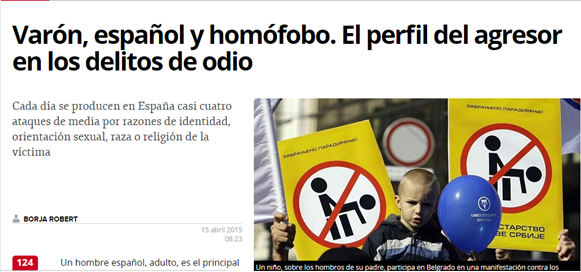 Varón, español y homófobo. El perfil del agresor
en los delitos de odio
Cada día se producen en España casi cuatro
ataques de media por razones de identidad,
orientación sexual, raza o religión de la
víctima
BORJA ROBERT
15 abril 2015
08:23
124
Un hombre español, adulto, es el principal
ЗАБРАЊЕНО ПАРАДИРАЊЕ!
ЗАБРАЊЕНО ПАРАДИРАЊЕ!
СТАРСТВО
ВЕ СРБИЈЕ
Un niño, sobre los hombros de su padre, participa en Belgrado en una manifestación contra los